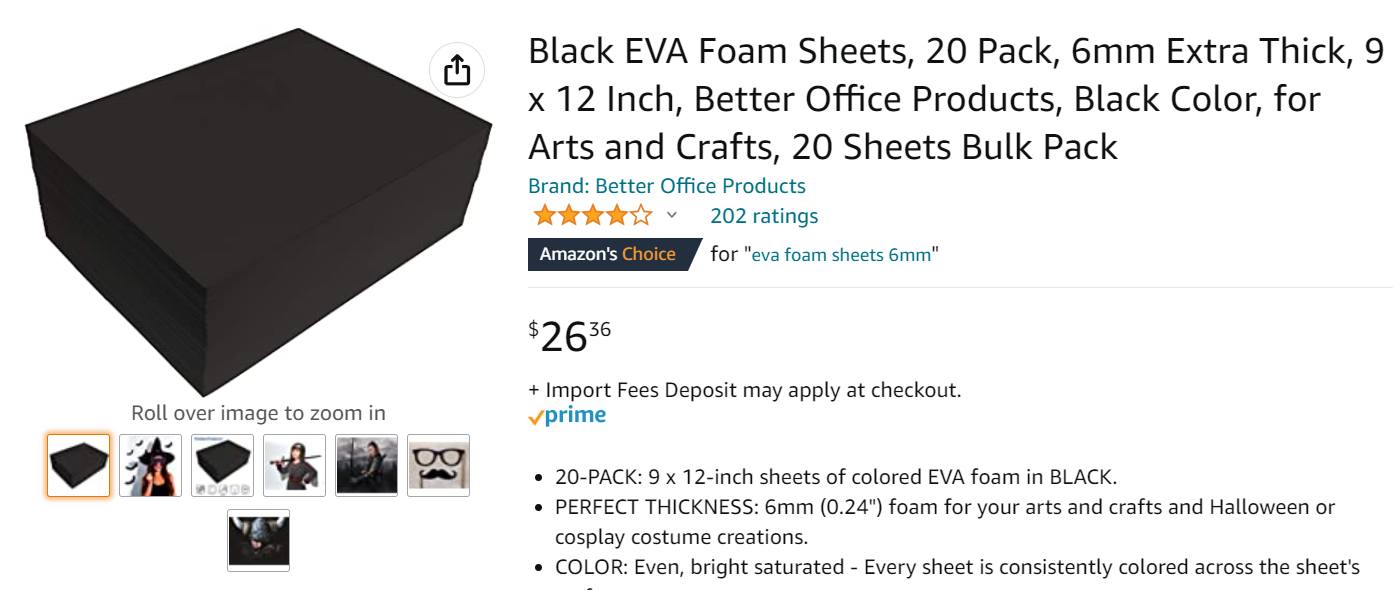 Black EVA Foam Sheets, 20 Pack, 6mm Extra Thick, 9
x 12 Inch, Better Office Products, Black Color, for
Arts and Crafts, 20 Sheets Bulk Pack
Brand: Better Office Products
202 ratings
Amazon's Choice for "eva foam sheets 6mm"
$26 36
+ Import Fees Deposit may apply at checkout.
prime
Roll over image to zoom in
• 20-PACK: 9 x 12-inch sheets of colored EVA foam in BLACK.
• PERFECT THICKNESS: 6mm (0.24") foam for your arts and crafts and Halloween or
cosplay costume creations.
• COLOR: Even, bright saturated - Every sheet is consistently colored across the sheet's